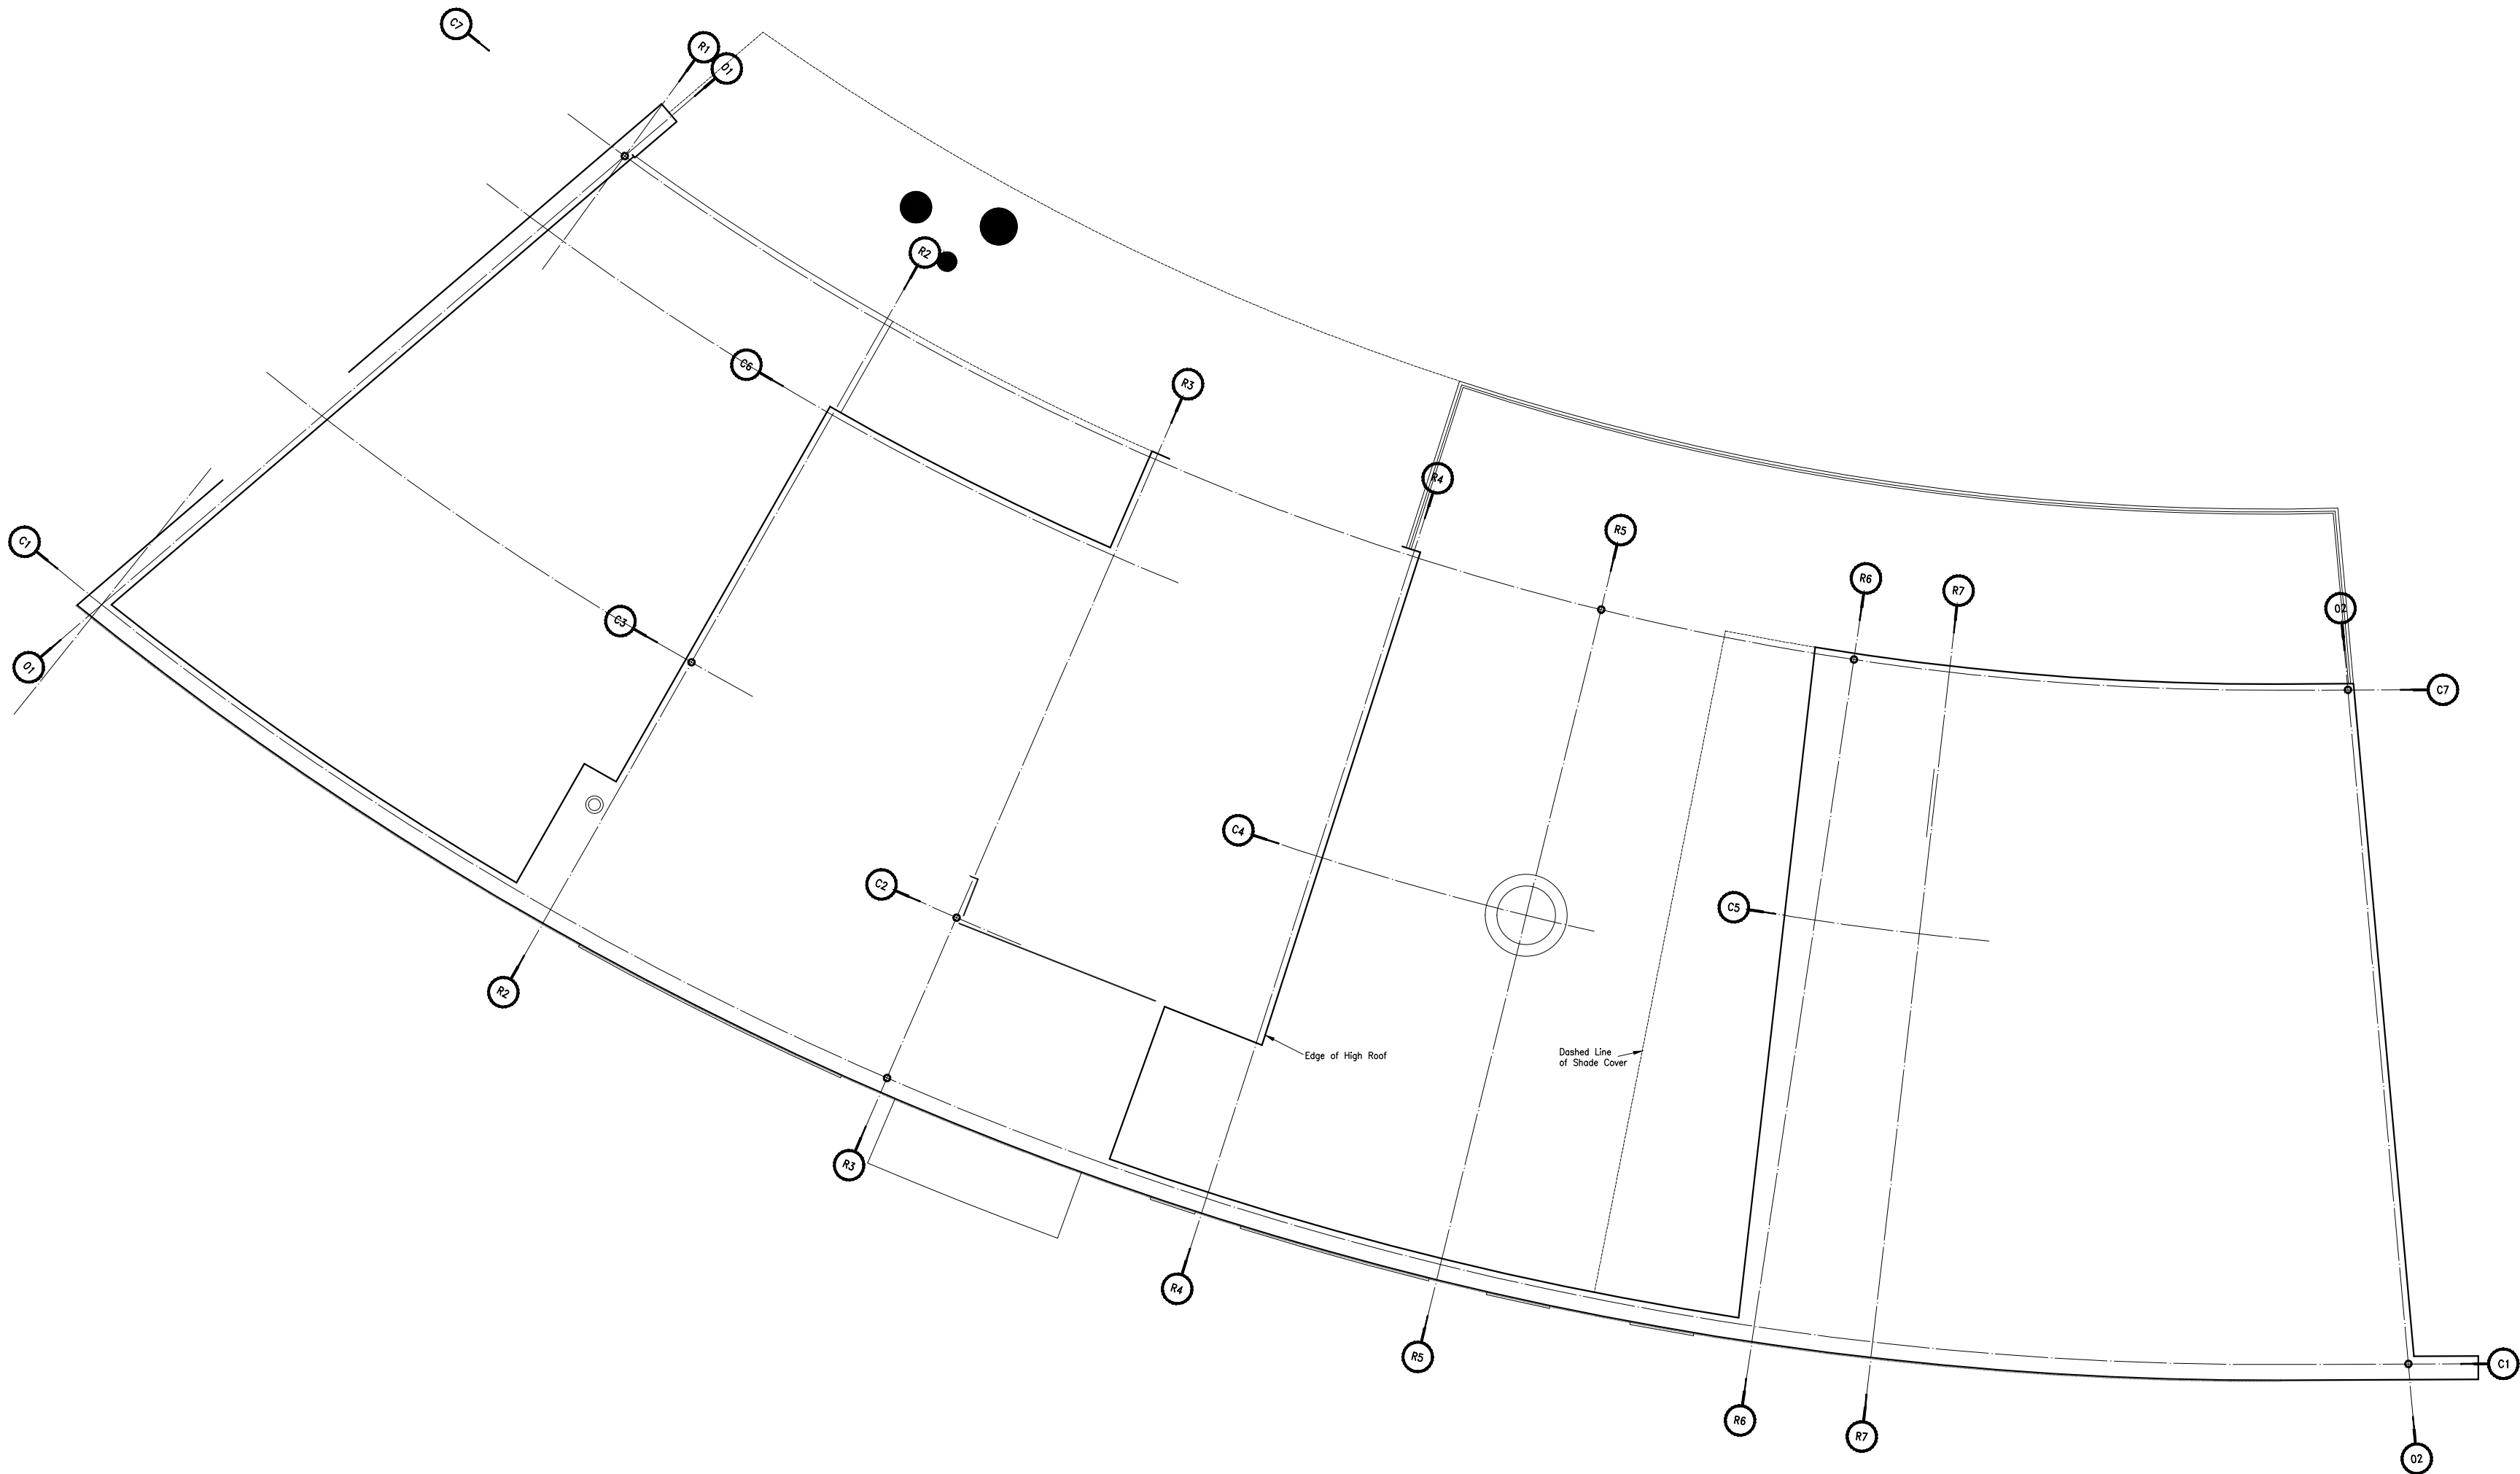 C7
R1
O1
R2
C6
R3
R4
R5
C1
R6
R7
O2
C3
O1
C7
C4
C2
C5
R2
Edge of High Roof
Dashed Line
of Shade Cover
R3
R4
R5
C1
R6
R7
O2